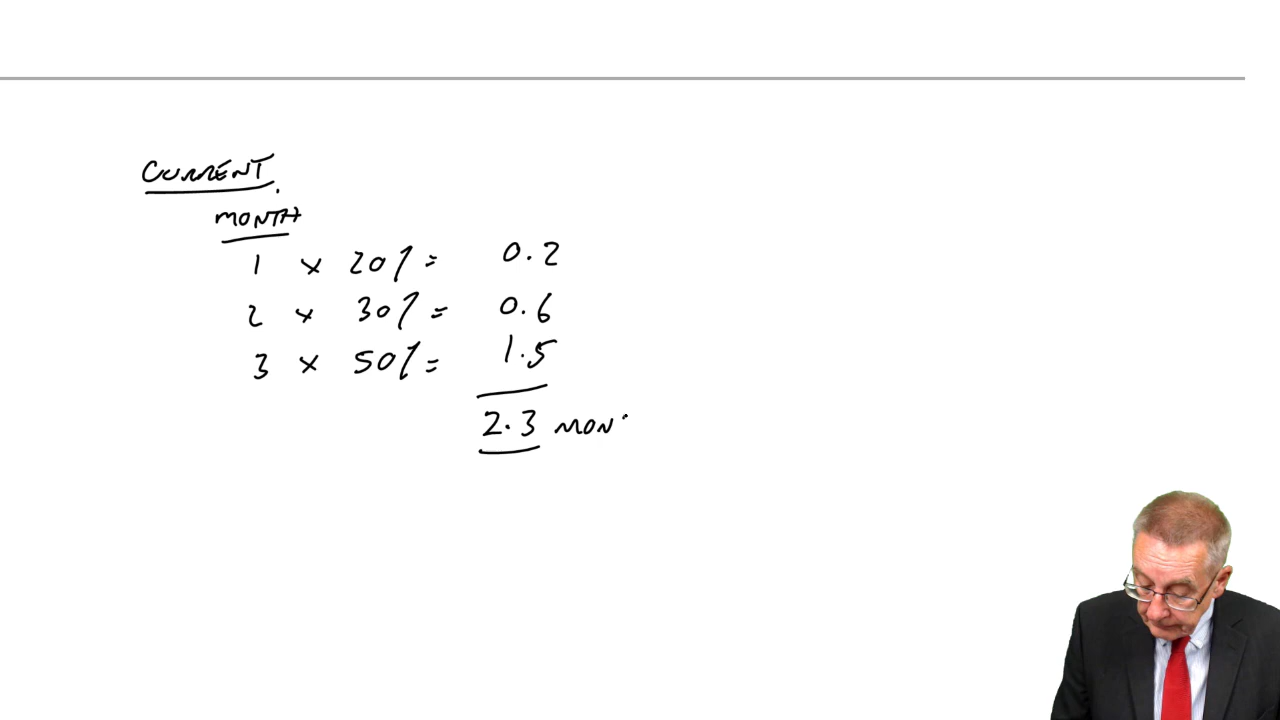 CURRENT.
MONTH
1 x 20% = 0.2
2 x 30% = 0.6
3 x 50% = 1.5
2.3 MON